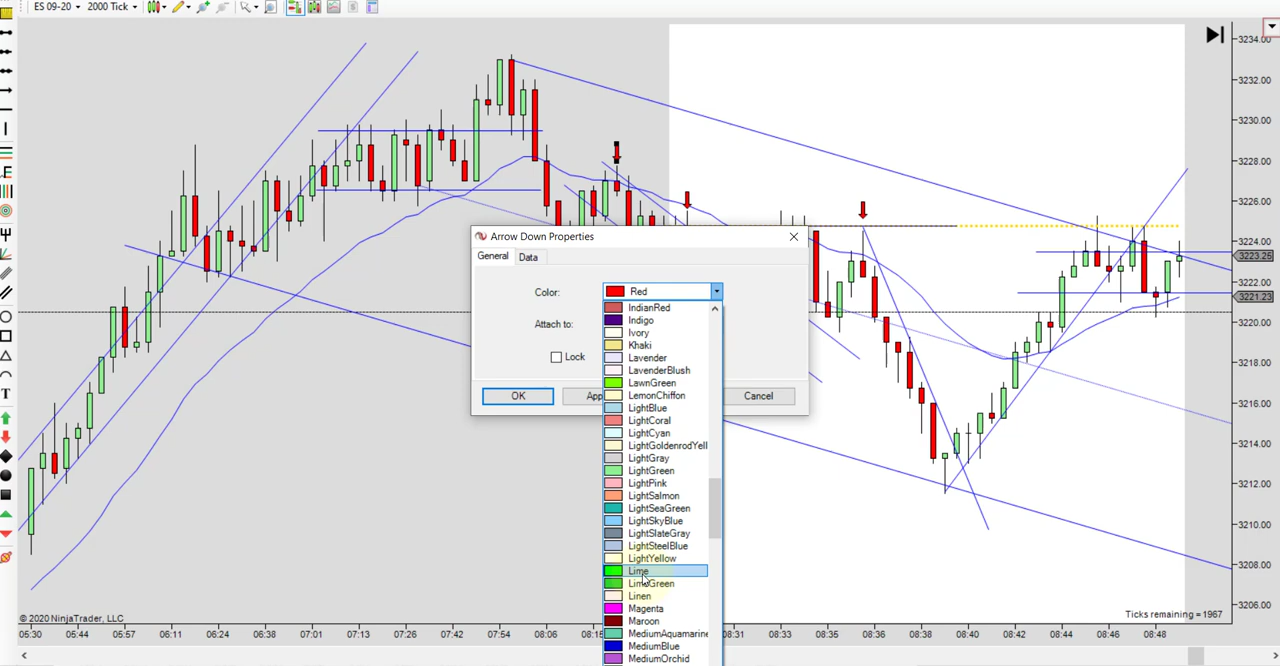 ES 09-20 2000 Tick
3234.00
3232.00
3230.00
3228.00
3226.00
3224.00
3223.25
3222.00
3221.23
3220.00
3218.00
3216.00
3214.00
3212.00
3210.00
3208.00
3206.00
Arrow Down Properties
General Data
Color: Red
Attach to:
Lock
OK Cancel
IndianRed
Indigo
Ivory
Khaki
Lavender
LavenderBlush
LawnGreen
LemonChiffon
LightBlue
LightCoral
LightCyan
LightGoldenrodYell
LightGray
LightGreen
LightPink
LightSalmon
LightSeaGreen
LightSkyBlue
LightSlateGray
LightSteelBlue
LightYellow
Lime
LimeGreen
Linen
Magenta
Maroon
MediumAquamarine
MediumBlue
MediumOrchid
© 2020 NinjaTrader, LLC
Ticks remaining = 1967
05:30 05:44 05:57 06:11 06:24 06:38 07:01 07:13 07:26 07:42 07:54 08:06 08:15 08:31 08:33 08:35 08:36 08:38 08:40 08:42 08:44 08:46 08:48